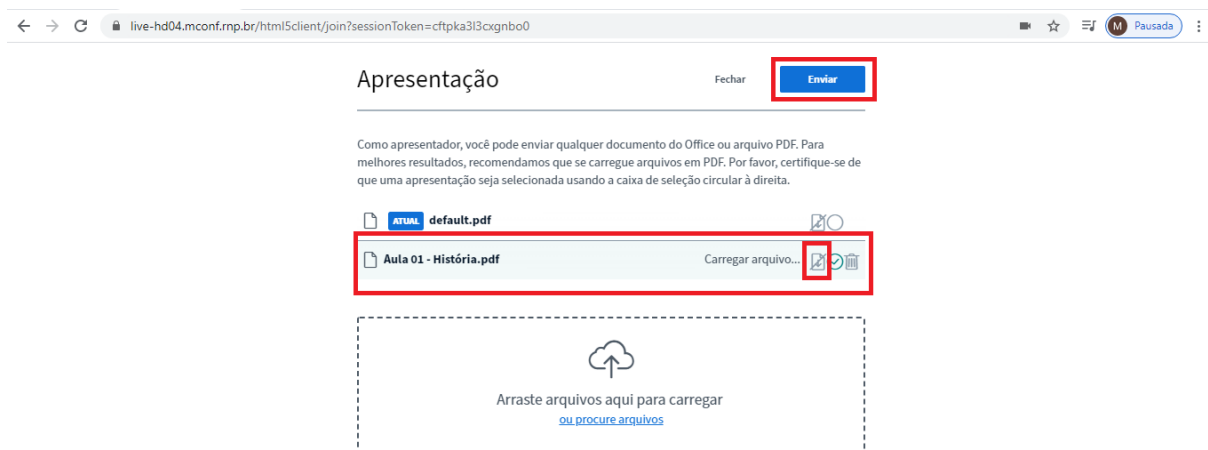 live-hd04.mconf.rnp.br/html5client/join?sessionToken=cftpka3l3cxgnbo0
M Pausada
Apresentação
Fechar
Enviar
Como apresentador, você pode enviar qualquer documento do Office ou arquivo PDF. Para
melhores resultados, recomendamos que se carregue arquivos em PDF. Por favor, certifique-se de
que uma apresentação seja selecionada usando a caixa de seleção circular à direita.
ATUAL default.pdf
Aula 01 - História.pdf Carregar arquivo...
Arraste arquivos aqui para carregar
ou procure arquivos